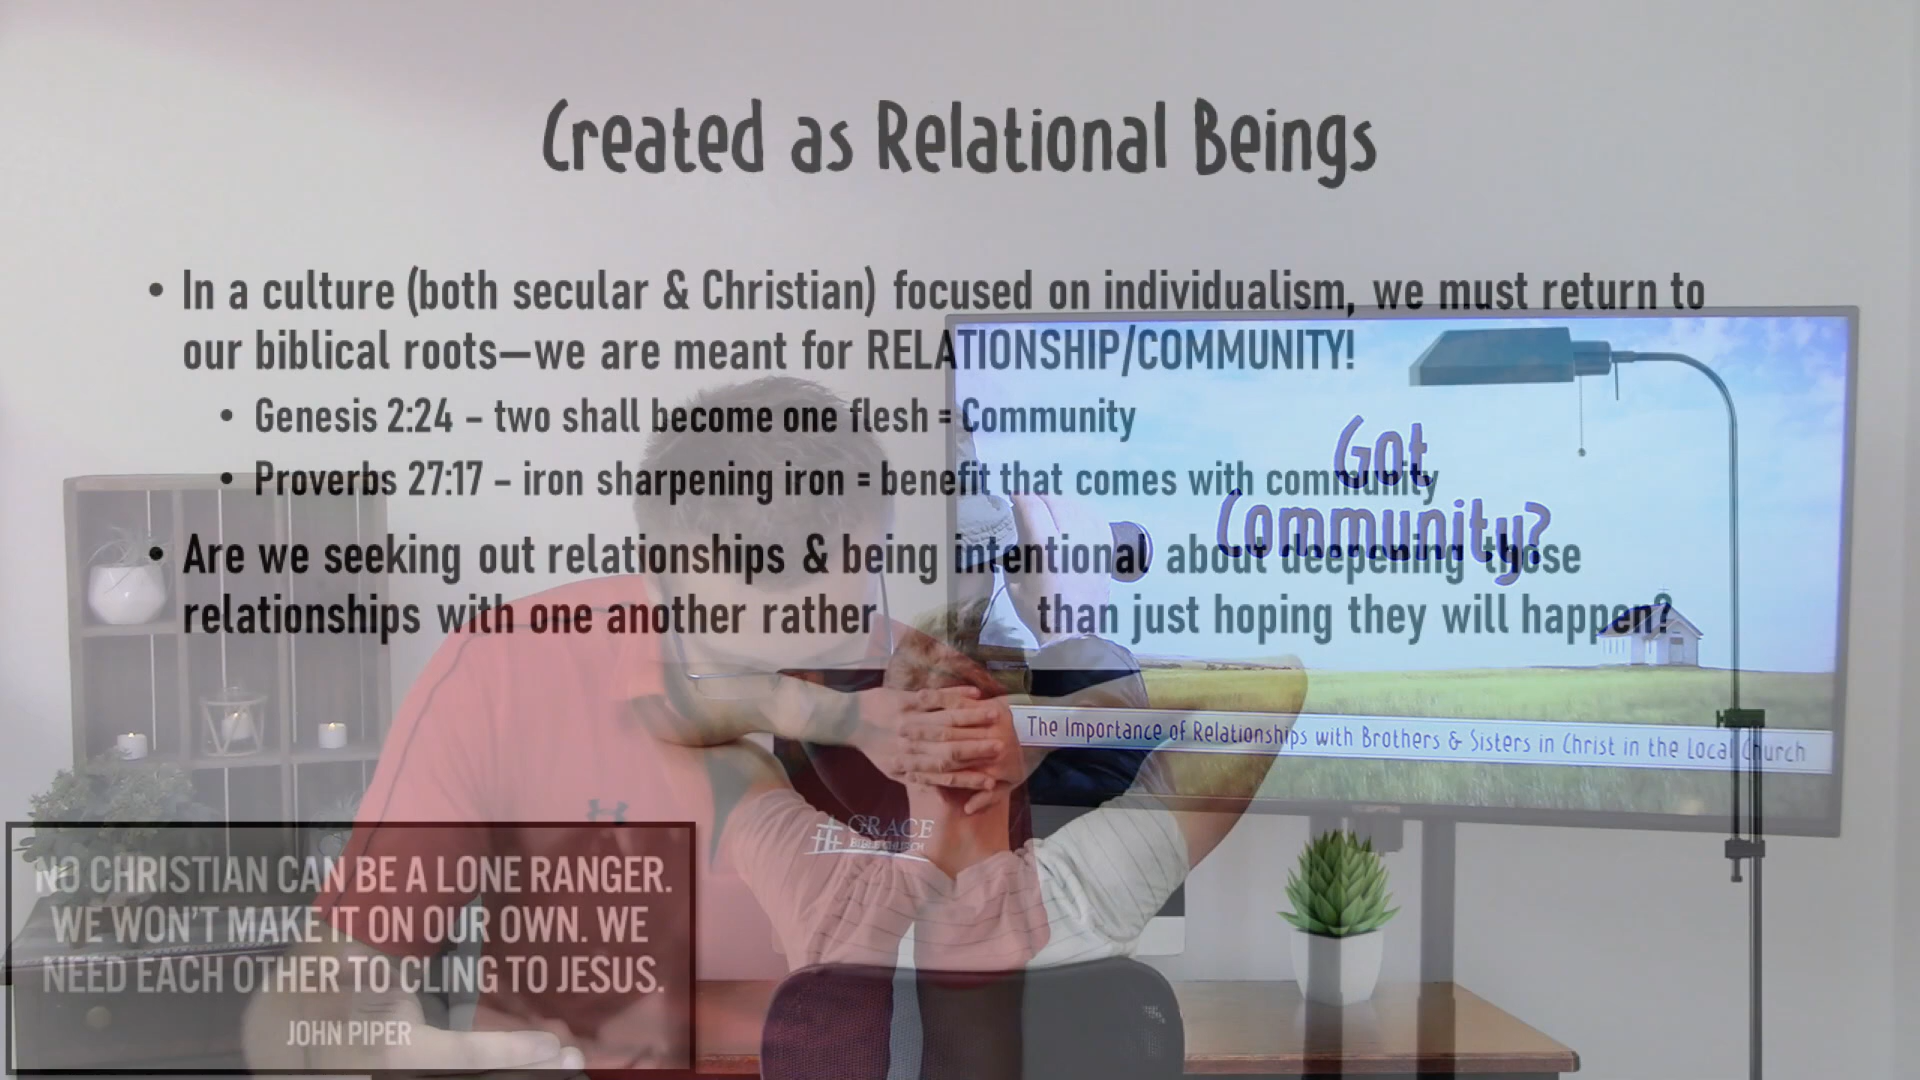 Created as Relational Beings
• In a culture (both secular & Christian) focused on individualism, we must return to
our biblical roots—we are meant for RELATIONSHIP/COMMUNITY!
• Genesis 2:24 – two shall become one flesh = Community
• Proverbs 27:17 – iron sharpening iron = benefit that comes with community
• Are we seeking out relationships & being intentional about deepening those
relationships with one another rather than just hoping they will happen?
Got
Community?
The Importance of Relationships with Brothers & Sisters in Christ in the Local Church
GRACE
BIBLE CHURCH
NO CHRISTIAN CAN BE A LONE RANGER.
WE WON'T MAKE IT ON OUR OWN. WE
NEED EACH OTHER TO CLING TO JESUS.
JOHN PIPER